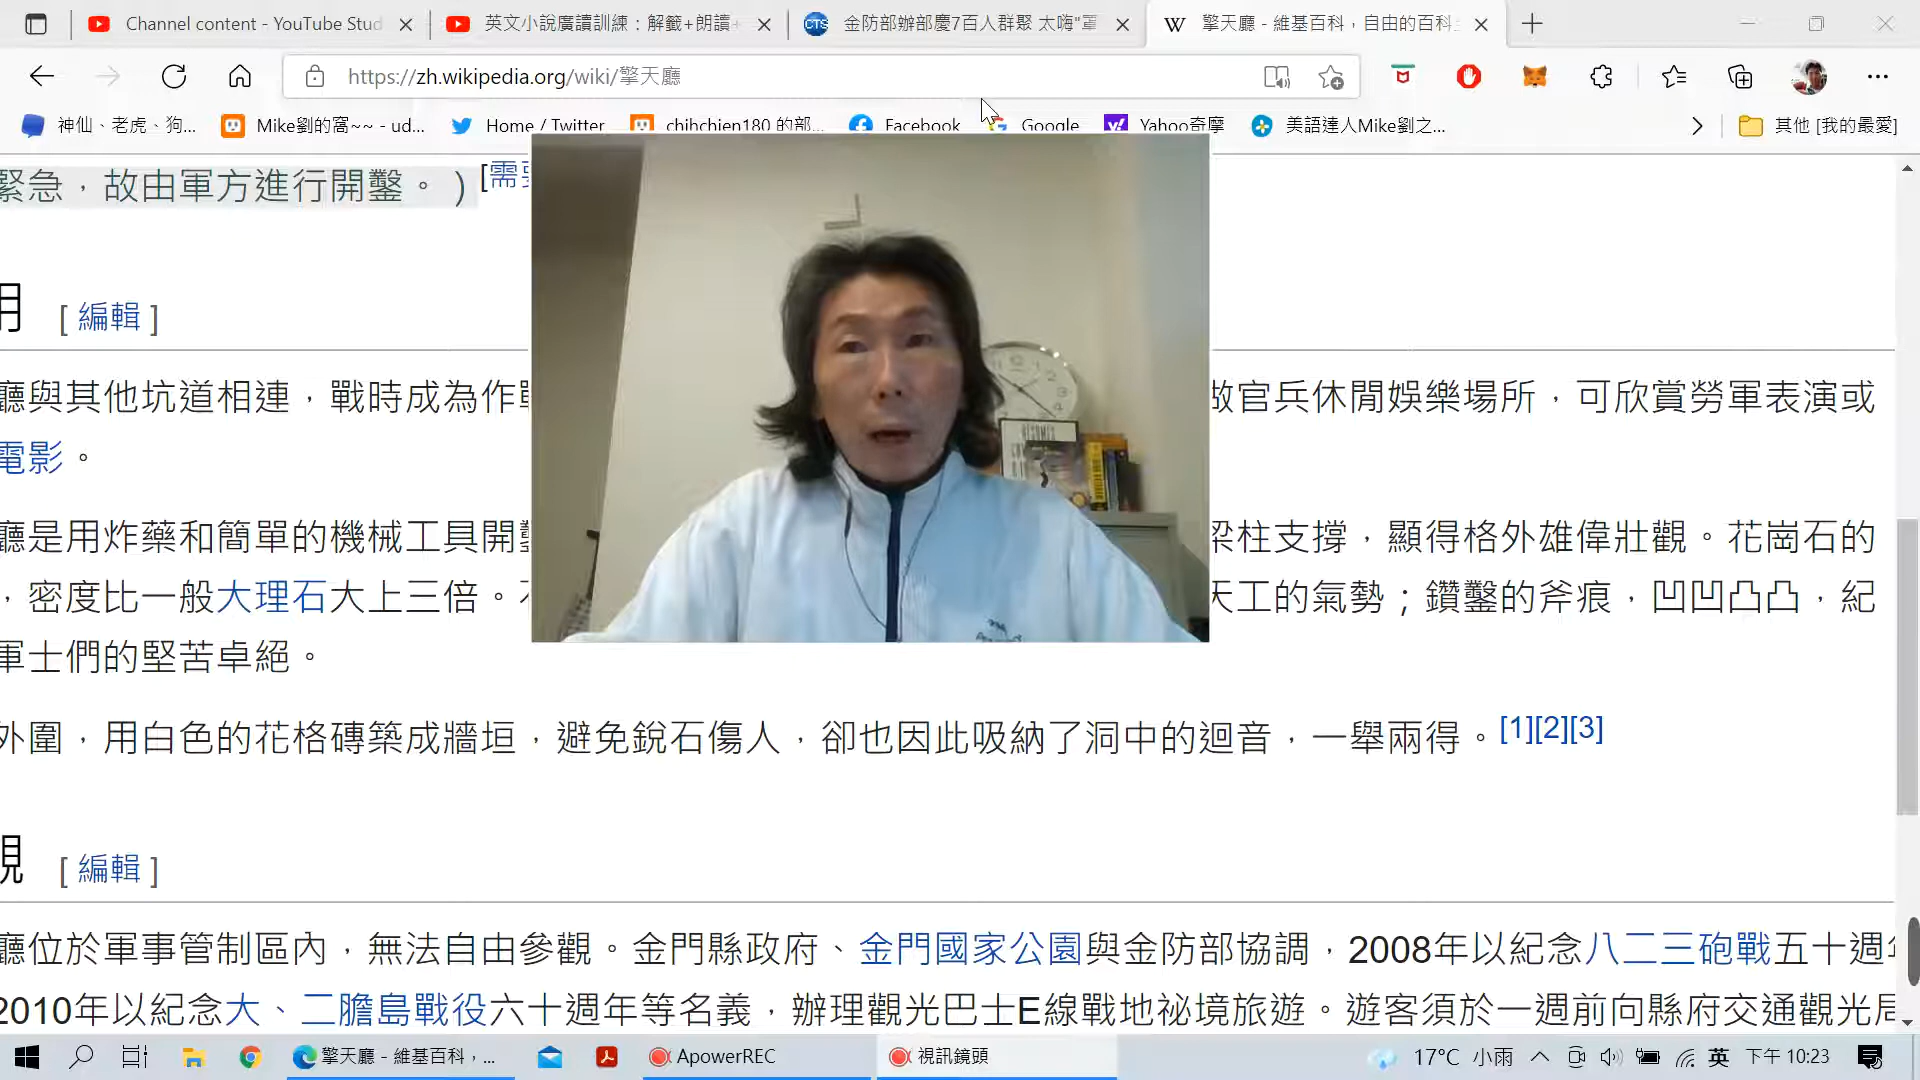 Channel content - YouTube Stud
英文小說廣讀訓練：解籤+朗讀+
金防部辦部慶7百人群聚 太嗨"軍
擎天廳 - 維基百科，自由的百科
https://zh.wikipedia.org/wiki/擎天廳
神仙、老虎、狗...
Mike劉的窩~~ - ud...
Home / Twitter
chihchien180 的部...
Facebook
Google
Yahoo奇摩
美語達人Mike劉之...
其他 [我的最愛]
緊急，故由軍方進行開鑿。）[需
[ 編輯 ]
廳與其他坑道相連，戰時成為作
做官兵休閒娛樂場所，可欣賞勞軍表演或
電影。
廳是用炸藥和簡單的機械工具開
梁柱支撐，顯得格外雄偉壯觀。花崗石的
，密度比一般大理石大上三倍。
天工的氣勢；鑽鑿的斧痕，凹凹凸凸，紀
軍士們的堅苦卓絕。
外圍，用白色的花格磚築成牆垣，避免銳石傷人，卻也因此吸納了洞中的迴音，一舉兩得。[1][2][3]
觀 [ 編輯 ]
廳位於軍事管制區內，無法自由參觀。金門縣政府、金門國家公園與金防部協調，2008年以紀念八二三砲戰五十週年
2010年以紀念大、二膽島戰役六十週年等名義，辦理觀光巴士E線戰地祕境旅遊。遊客須於一週前向縣府交通觀光局
擎天廳 - 維基百科，...
ApowerREC
視訊鏡頭
17°C 小雨
英
下午 10:23